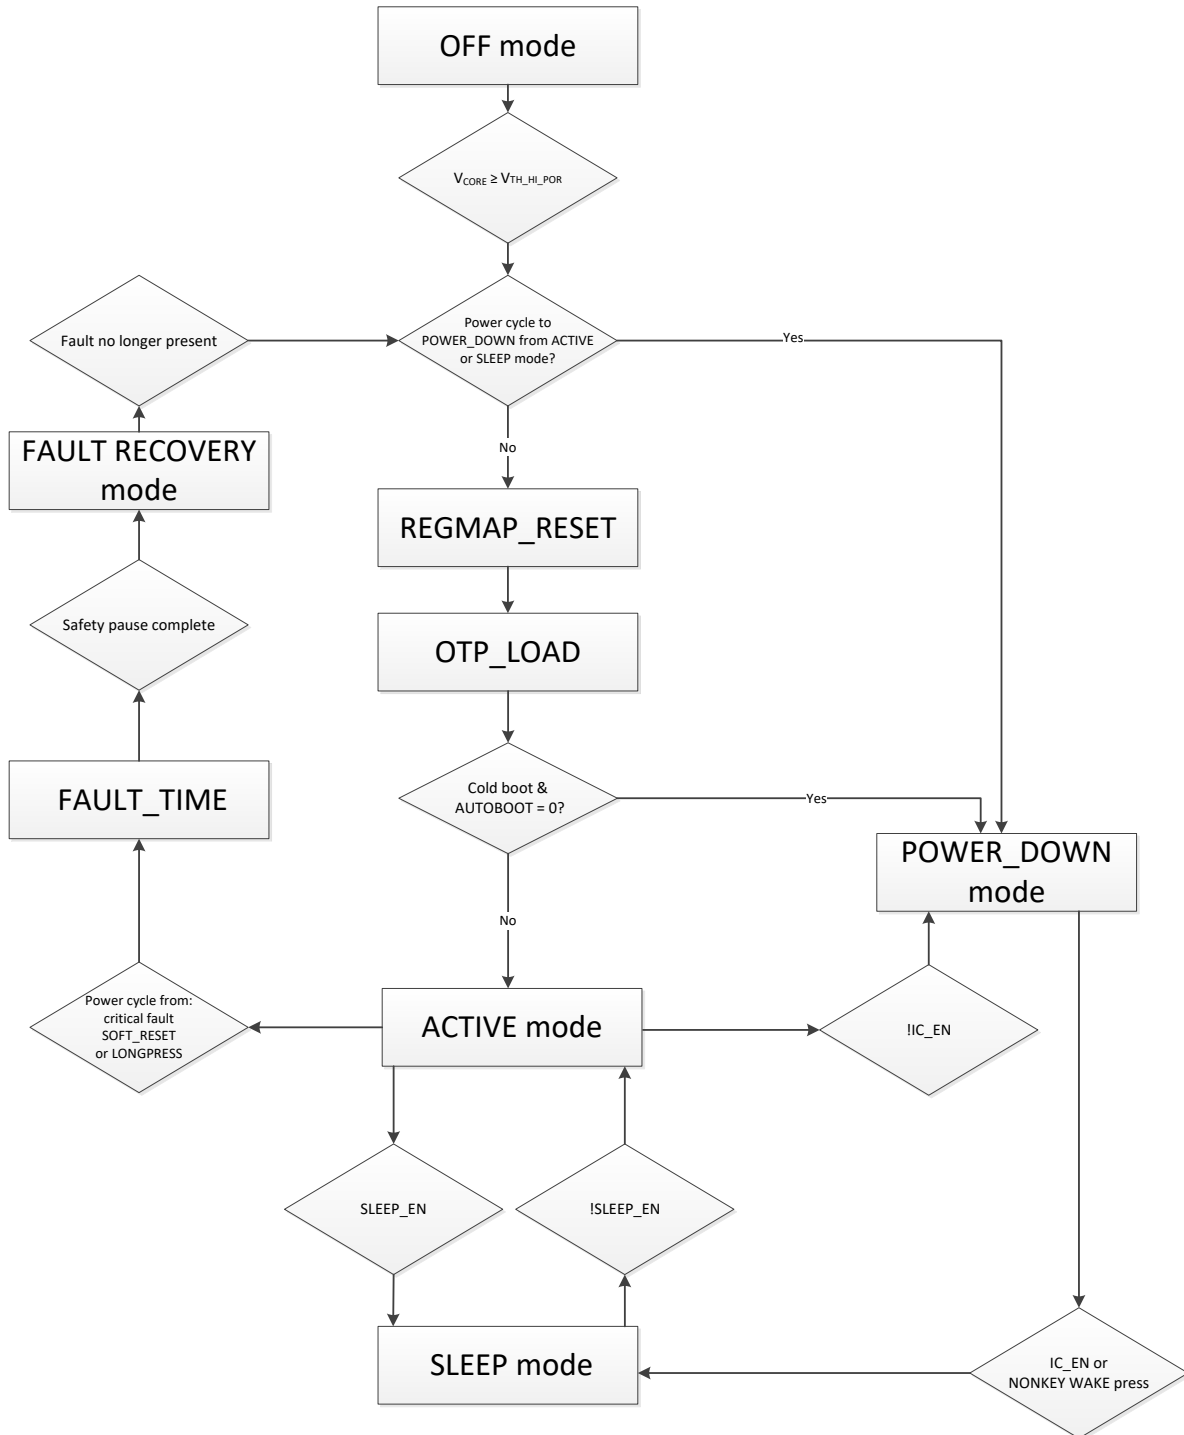 OFF mode
VCORE ≥ VTH_HI_POR
Fault no longer present
Power cycle to
POWER_DOWN from ACTIVE
or SLEEP mode?
Yes
No
FAULT RECOVERY
mode
REGMAP_RESET
Safety pause complete
OTP_LOAD
FAULT_TIME
Cold boot &
AUTOBOOT = 0?
Yes
POWER_DOWN
mode
No
Power cycle from:
critical fault
SOFT_RESET
or LONGPRESS
ACTIVE mode
!IC_EN
SLEEP_EN
!SLEEP_EN
SLEEP mode
IC_EN or
NONKEY WAKE press